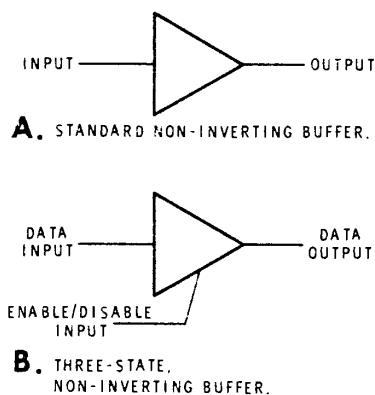 INPUT
OUTPUT
A. STANDARD NON-INVERTING BUFFER.
DATA
INPUT
DATA
OUTPUT
ENABLE/DISABLE
INPUT
B. THREE-STATE,
NON-INVERTING BUFFER.